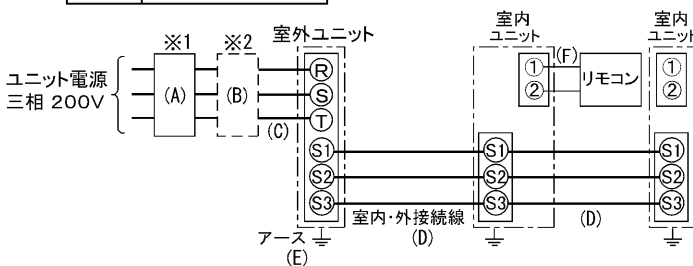 ※1
※2
室外ユニット
室内
ユニット
室内
ユニット
ユニット電源
三相 200V
(A)
(B)
(C)
R
S
T
①
②
(F)
リモコン
①
②
S1
S2
S3
S1
S2
S3
S1
S2
S3
室内・外接続線
(D)
(D)
アース
(E)